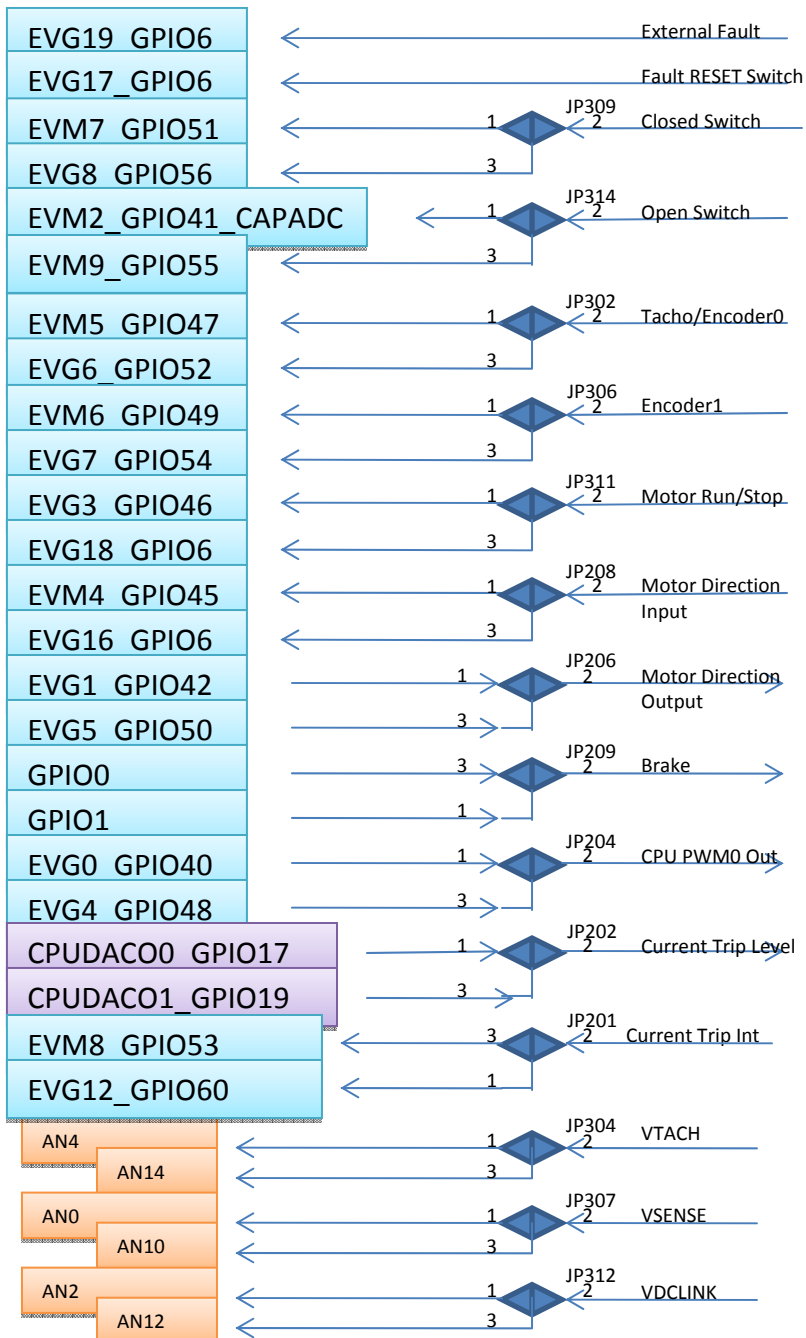 EVG19_GPIO6 External Fault
EVG17_GPIO6 Fault RESET Switch
JP309
EVM7_GPIO51 1 2 Closed Switch
EVG8_GPIO56 3
JP314
EVM2_GPIO41_CAPADC 1 2 Open Switch
EVM9_GPIO55 3
JP302
EVM5_GPIO47 1 2 Tacho/Encoder0
EVG6_GPIO52 3
JP306
EVM6_GPIO49 1 2 Encoder1
EVG7_GPIO54 3
JP311
EVG3_GPIO46 1 2 Motor Run/Stop
EVG18_GPIO6 3
JP208
EVM4_GPIO45 1 2 Motor Direction
Input
EVG16_GPIO6 3
JP206
EVG1_GPIO42 1 2 Motor Direction
Output
EVG5_GPIO50 3
JP209
GPIO0 3 2 Brake
GPIO1 1
JP204
EVG0_GPIO40 1 2 CPU PWM0 Out
EVG4_GPIO48 3
JP202
CPUDACO0_GPIO17 1 2 Current Trip Level
CPUDACO1_GPIO19 3
JP201
EVM8_GPIO53 3 2 Current Trip Int
EVG12_GPIO60 1
JP304
AN4 1 2 VTACH
AN14 3
JP307
AN0 1 2 VSENSE
AN10 3
JP312
AN2 1 2 VDCLINK
AN12 3